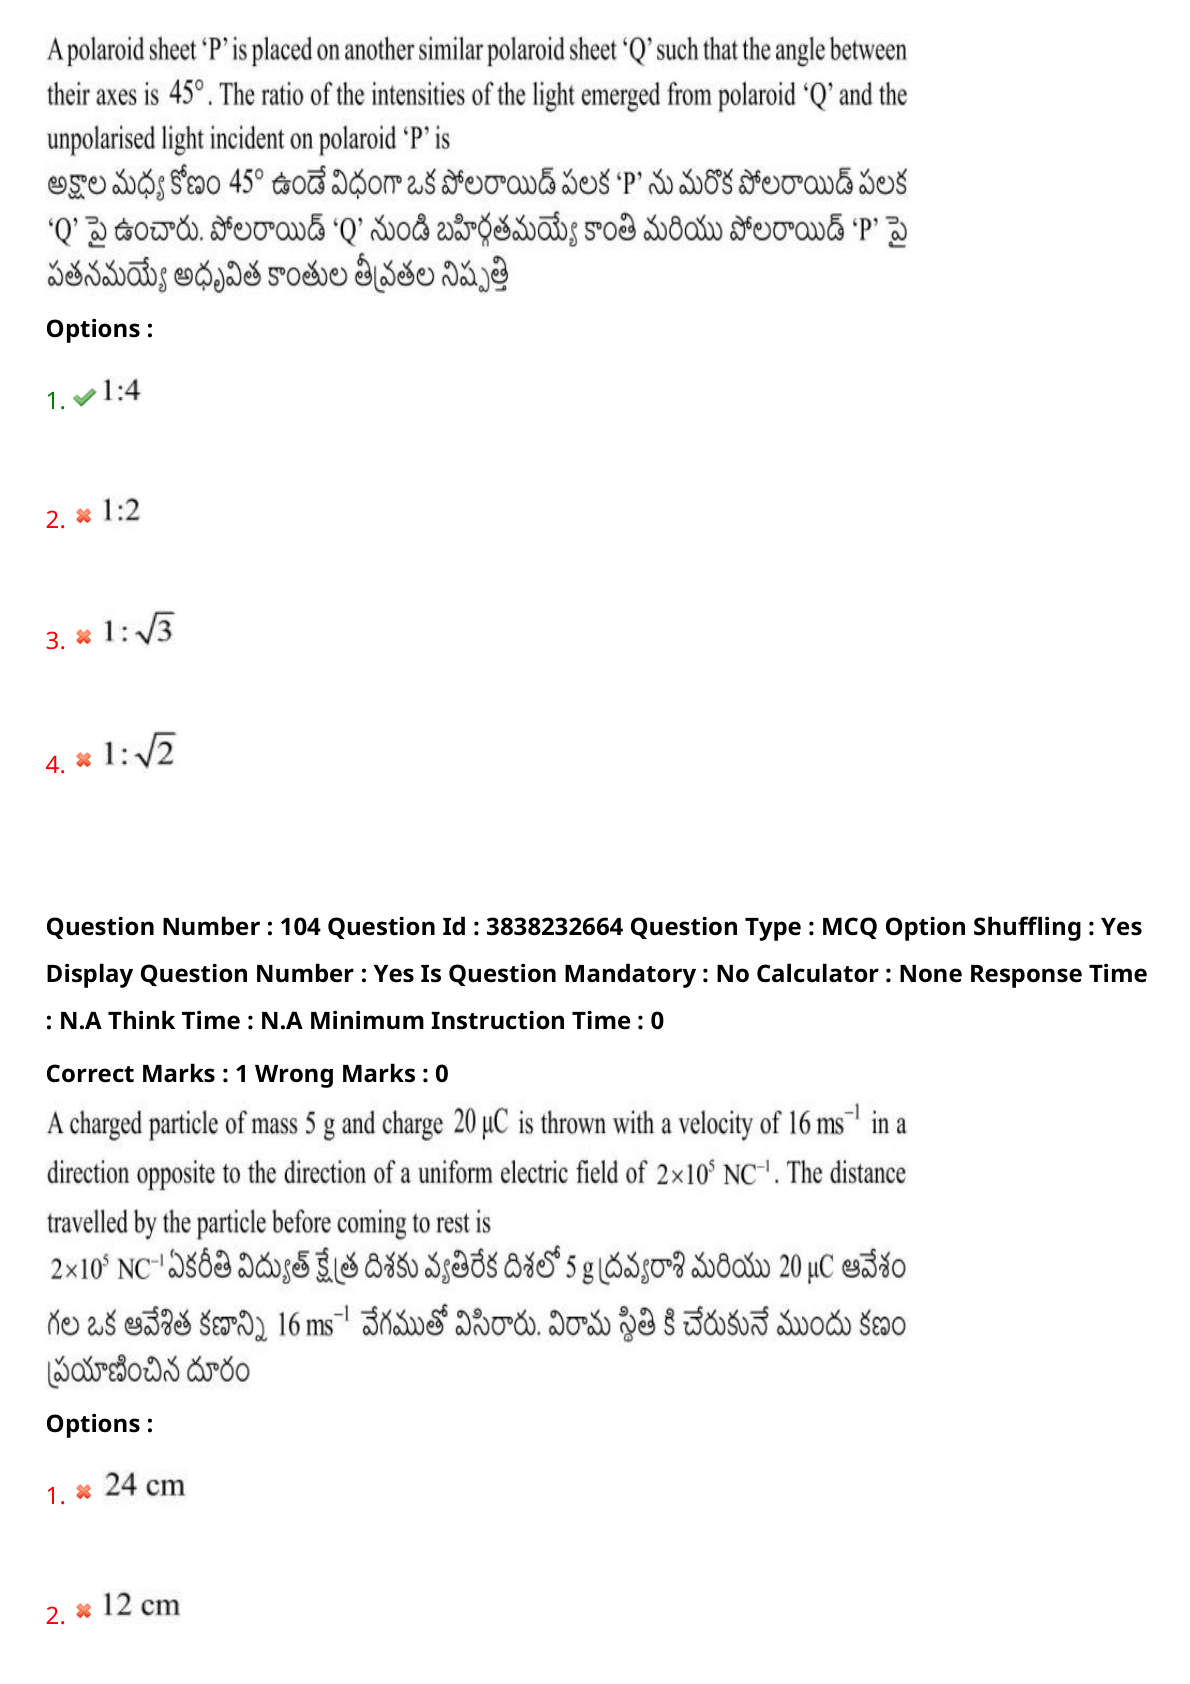 A polaroid sheet ‘P’ is placed on another similar polaroid sheet ‘Q’ such that the angle between
their axes is 45°. The ratio of the intensities of the light emerged from polaroid ‘Q’ and the
unpolarised light incident on polaroid ‘P’ is
అక్షాల మధ్య కోణం 45° ఉండే విధంగా ఒక పోలరాయిడ్ పలక ‘P’ ను మరొక పోలరాయిడ్ పలక
‘Q’ పై ఉంచారు. పోలరాయిడ్ ‘Q’ నుండి బహిర్గతమయ్యే కాంతి మరియు పోలరాయిడ్ ‘P’ పై
పతనమయ్యే అధృవిత కాంతుల తీవ్రతల నిష్పత్తి
Options :
1. 1:4
2. 1:2
3. 1:√3
4. 1:√2
Question Number : 104 Question Id : 3838232664 Question Type : MCQ Option Shuffling : Yes
Display Question Number : Yes Is Question Mandatory : No Calculator : None Response Time
: N.A Think Time : N.A Minimum Instruction Time : 0
Correct Marks : 1 Wrong Marks : 0
A charged particle of mass 5 g and charge 20 μC is thrown with a velocity of 16 ms⁻¹ in a
direction opposite to the direction of a uniform electric field of 2×10⁵ NC⁻¹. The distance
travelled by the particle before coming to rest is
2×10⁵ NC⁻¹ ఏకరీతి విద్యుత్ క్షేత్ర దిశకు వ్యతిరేక దిశలో 5 g ద్రవ్యరాశి మరియు 20 μC ఆవేశం
గల ఒక ఆవేశిత కణాన్ని 16 ms⁻¹ వేగముతో విసిరారు. విరామ స్థితి కి చేరుకునే ముందు కణం
ప్రయాణించిన దూరం
Options :
1. 24 cm
2. 12 cm